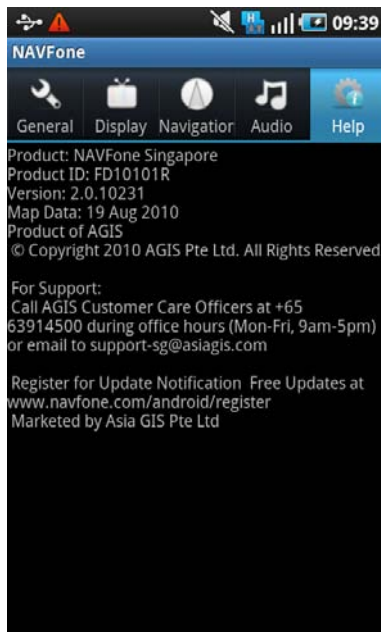 09:39
NAVFone
General Display Navigation Audio Help
Product: NAVFone Singapore
Product ID: FD10101R
Version: 2.0.10231
Map Data: 19 Aug 2010
Product of AGIS
© Copyright 2010 AGIS Pte Ltd. All Rights Reserved
For Support:
Call AGIS Customer Care Officers at +65
63914500 during office hours (Mon-Fri, 9am-5pm)
or email to support-sg@asiagis.com
Register for Update Notification Free Updates at
www.navfone.com/android/register
Marketed by Asia GIS Pte Ltd